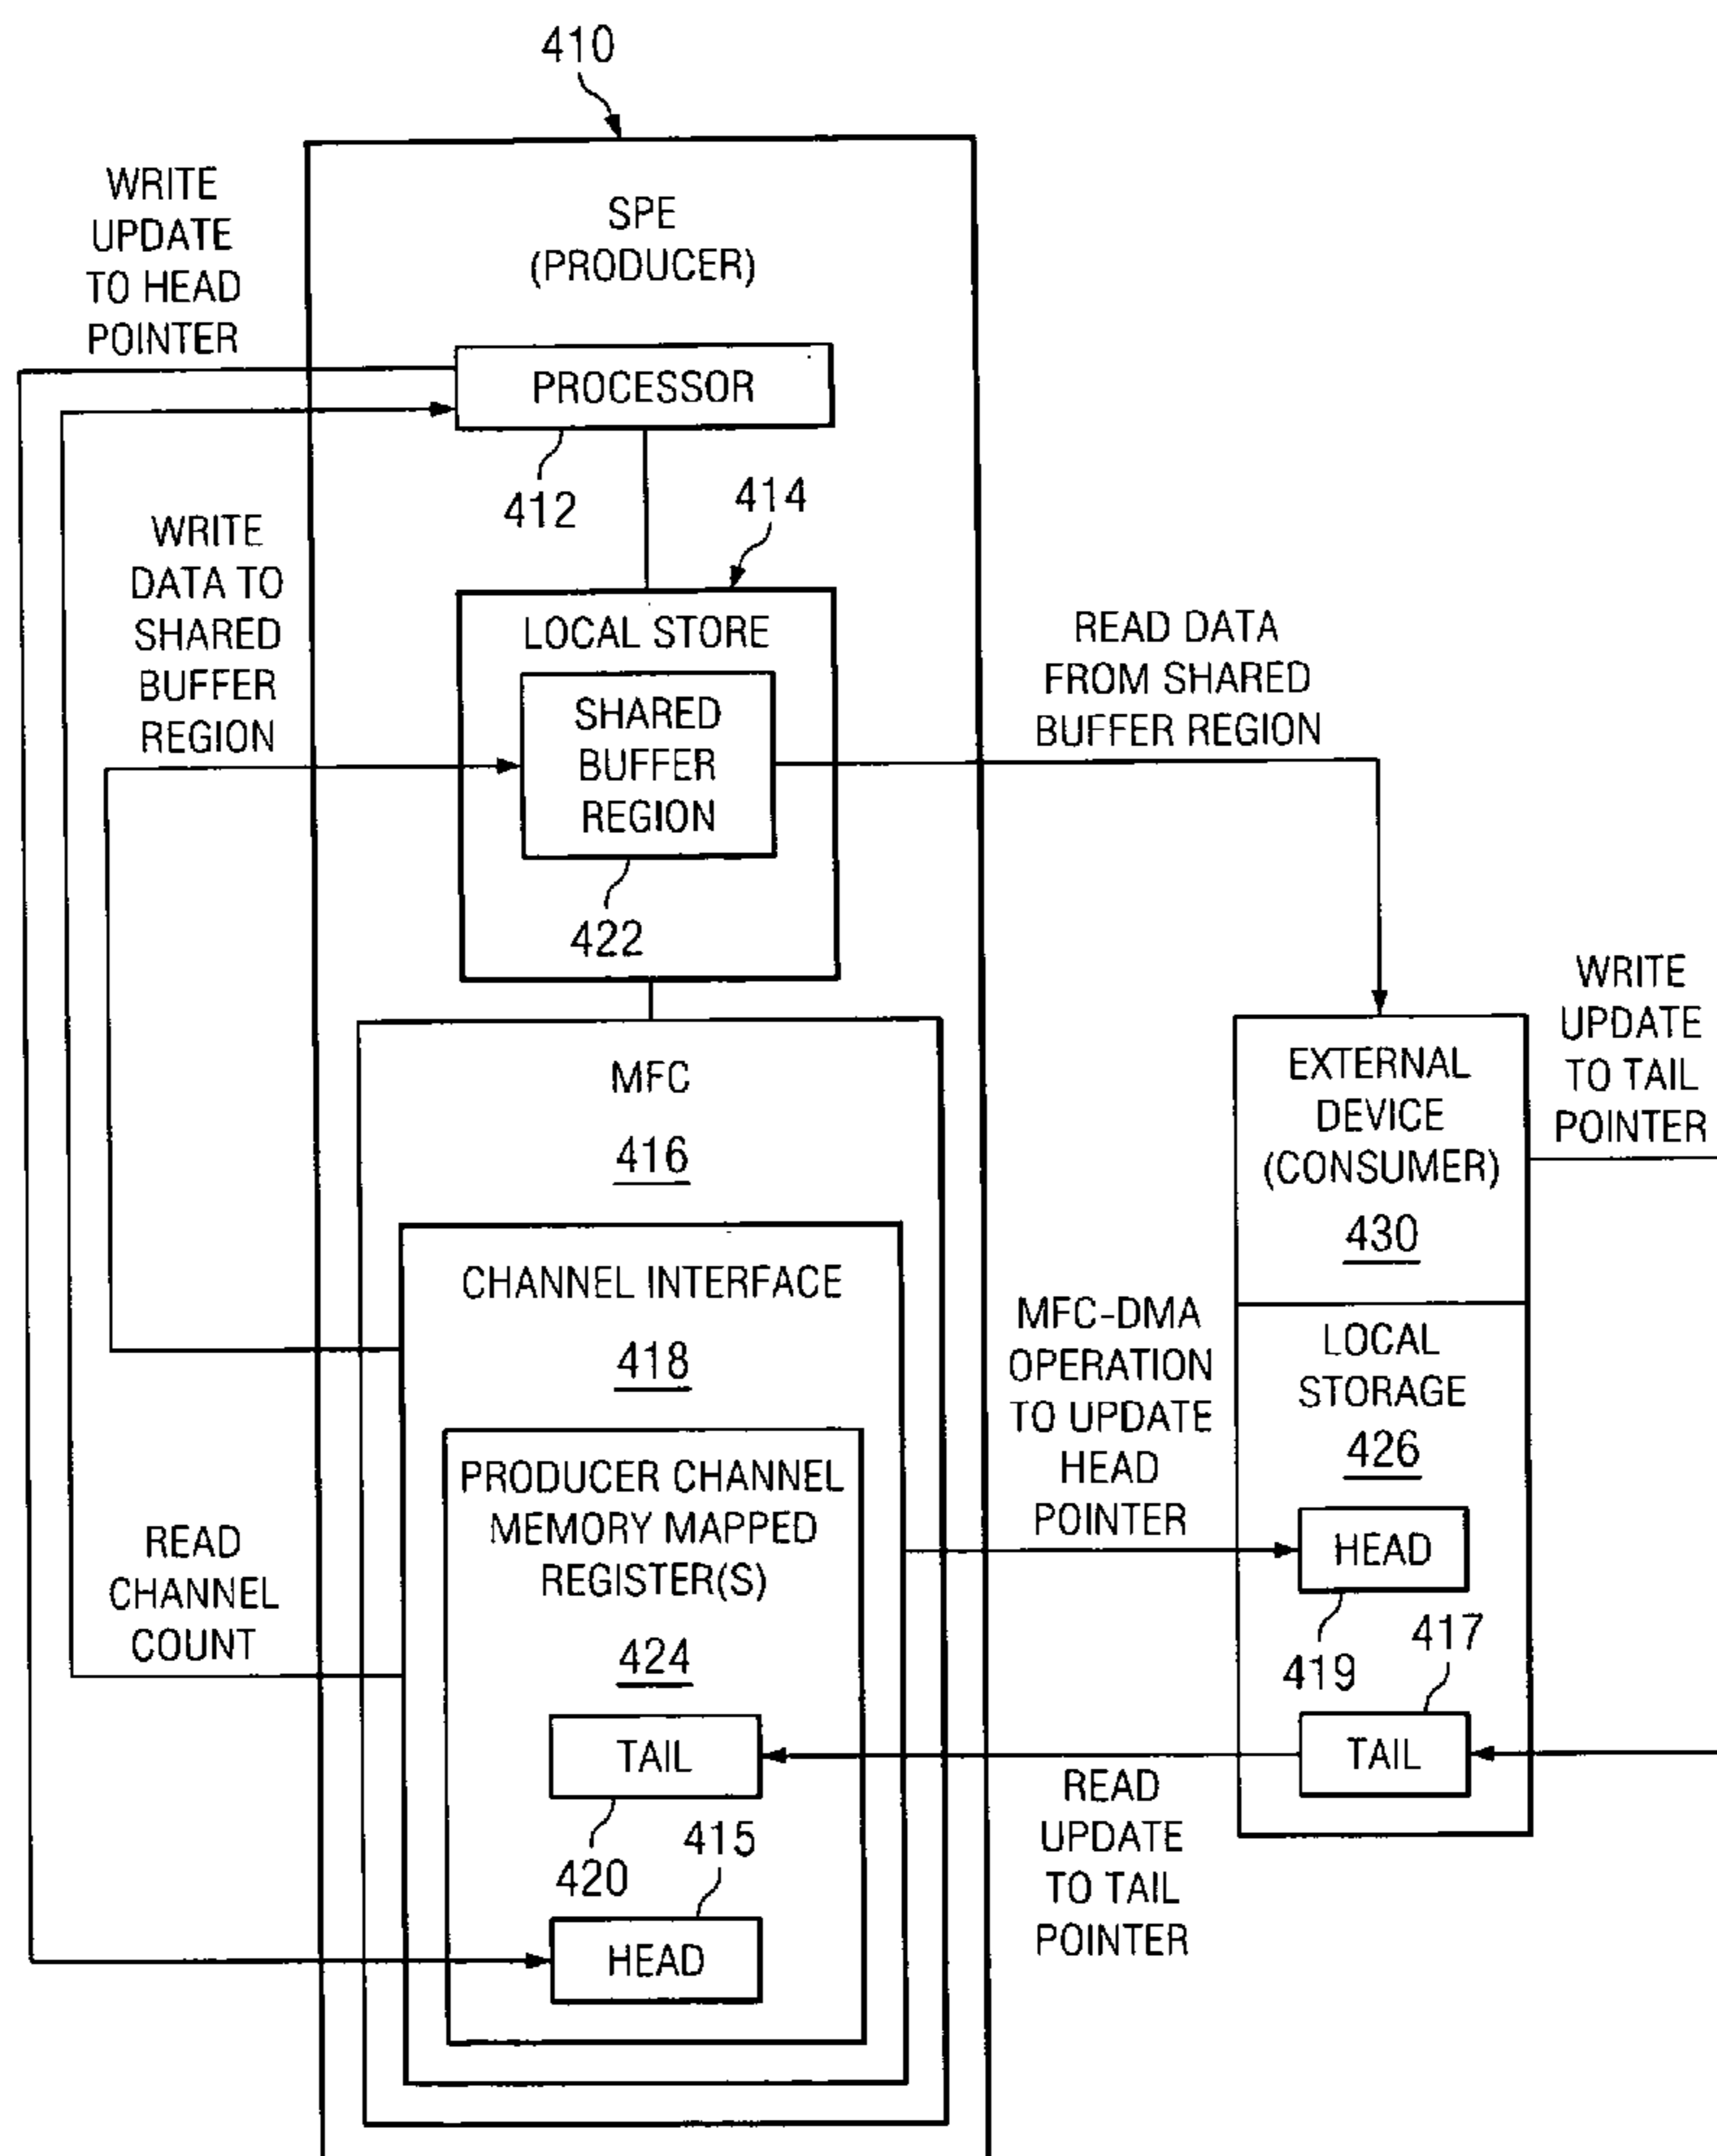 410
WRITE
UPDATE
TO HEAD
POINTER
SPE
(PRODUCER)
PROCESSOR
412
414
WRITE
DATA TO
SHARED
BUFFER
REGION
LOCAL STORE
SHARED
BUFFER
REGION
422
READ DATA
FROM SHARED
BUFFER REGION
MFC
416
EXTERNAL
DEVICE
(CONSUMER)
430
WRITE
UPDATE
TO TAIL
POINTER
CHANNEL INTERFACE
418
MFC-DMA
OPERATION
TO UPDATE
HEAD
POINTER
LOCAL
STORAGE
426
PRODUCER CHANNEL
MEMORY MAPPED
REGISTER(S)
424
READ
CHANNEL
COUNT
HEAD
419
417
TAIL
420
TAIL
READ
UPDATE
TO TAIL
POINTER
415
HEAD